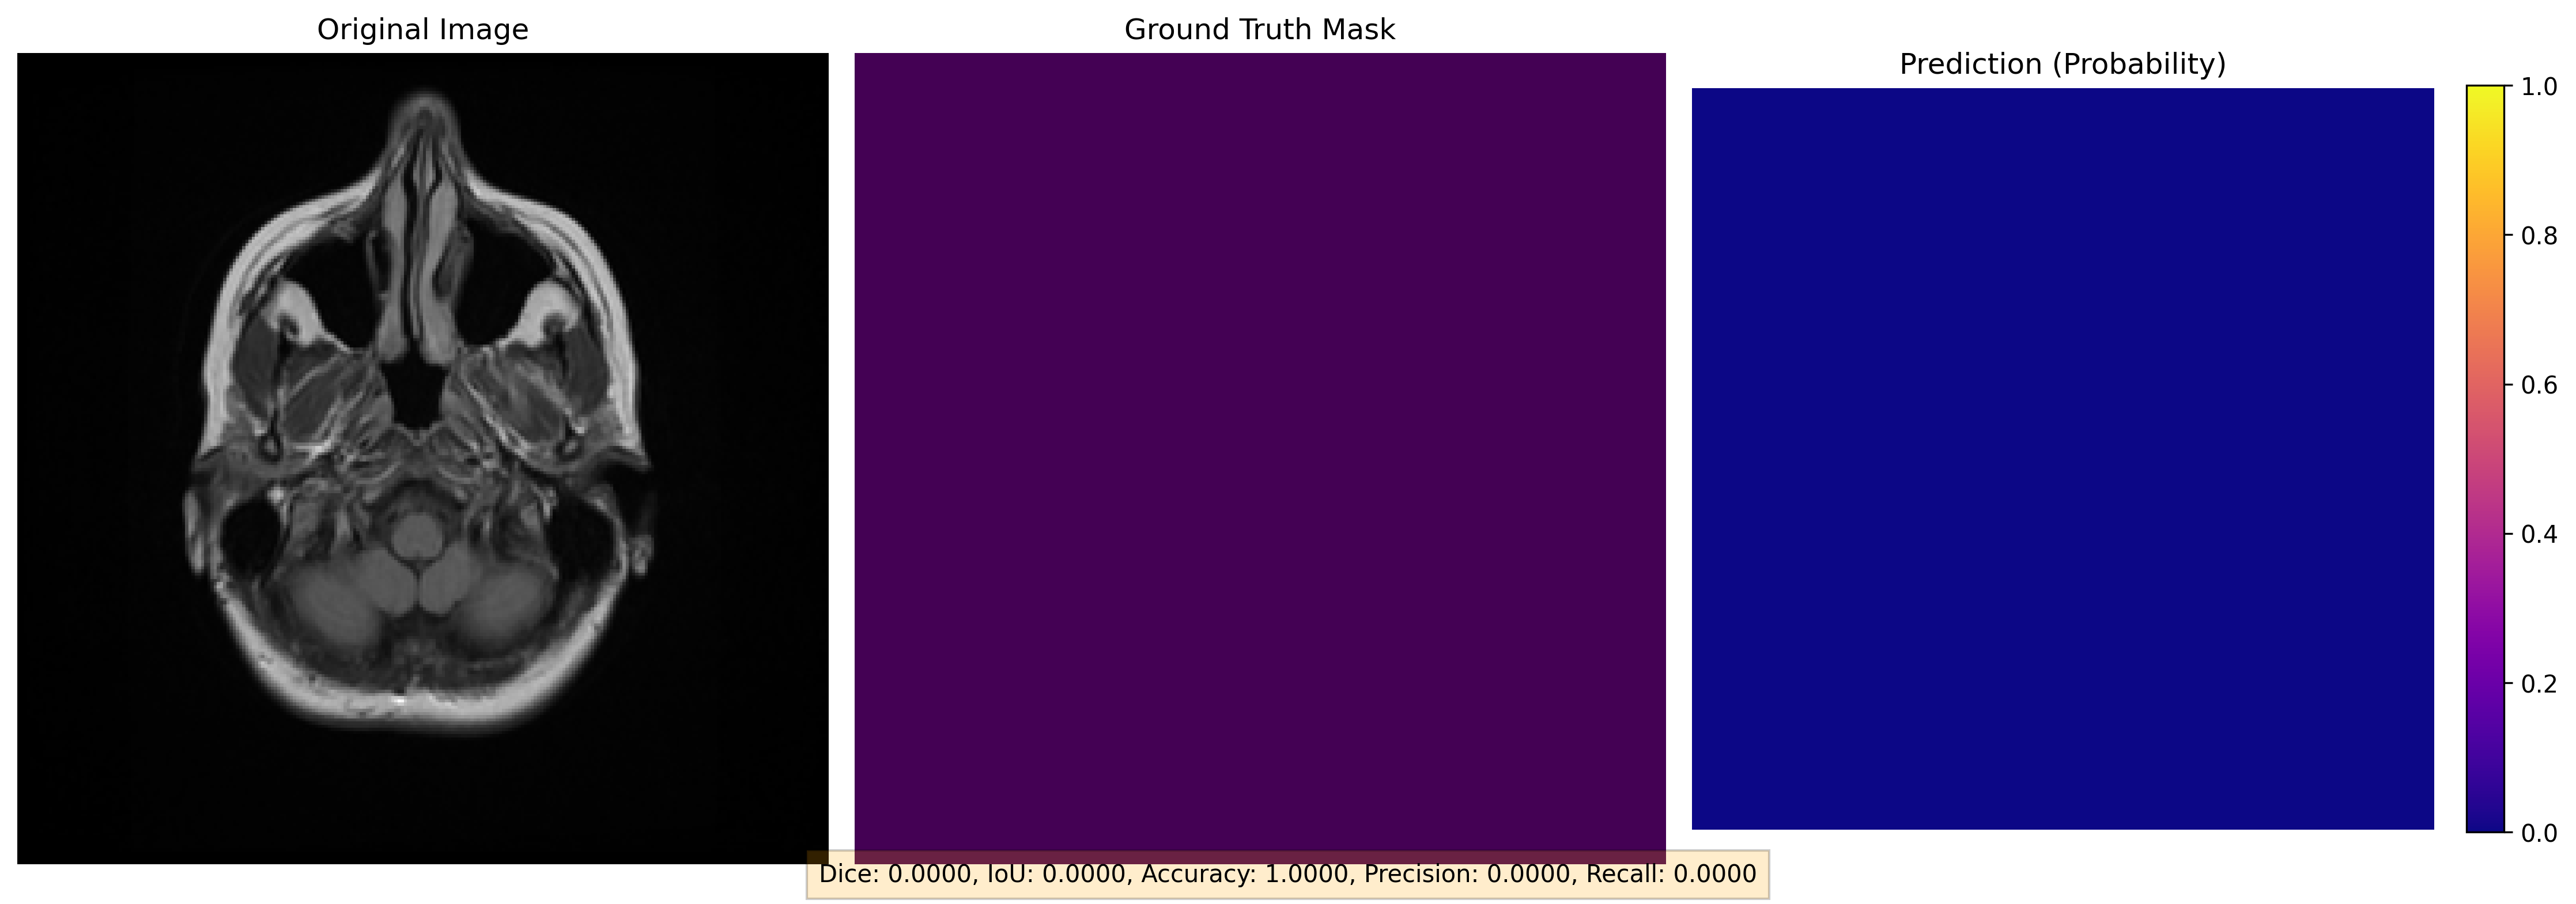 Original Image
Ground Truth Mask
Prediction (Probability)
1.0
0.8
0.6
0.4
0.2
0.0
Dice: 0.0000, IoU: 0.0000, Accuracy: 1.0000, Precision: 0.0000, Recall: 0.0000